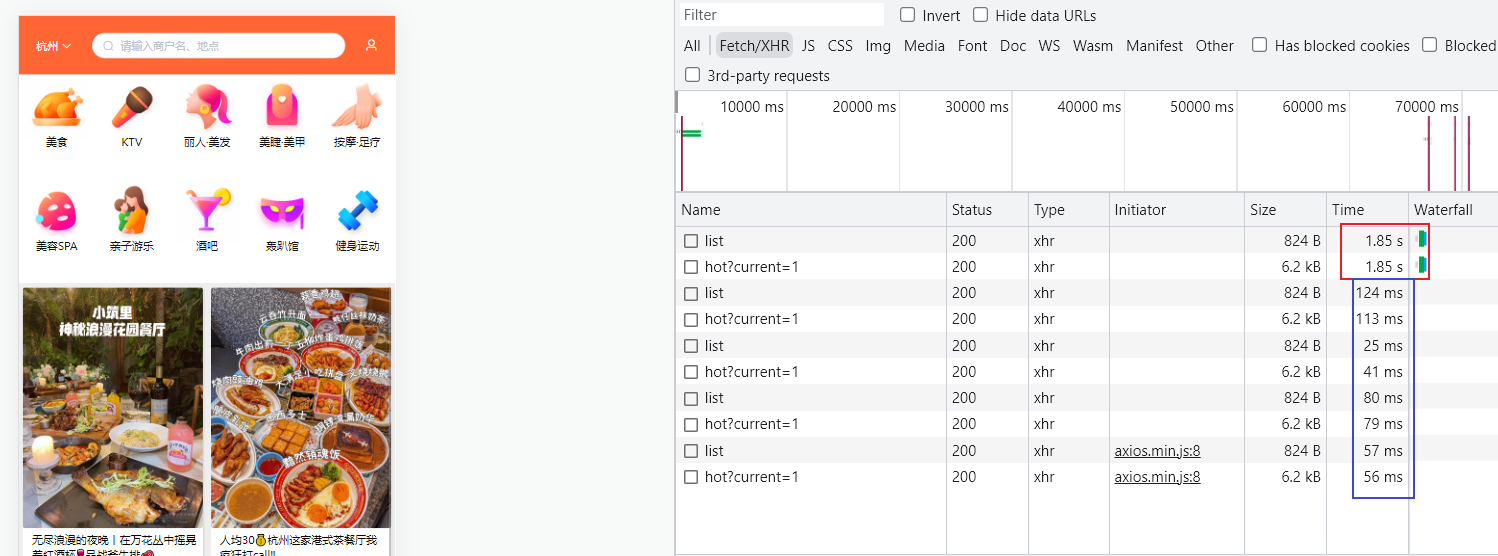 杭州
请输入商户名、地点
美食
KTV
丽人·美发
美睫·美甲
按摩·足疗
美容SPA
亲子游乐
酒吧
轰趴馆
健身运动
小筑里
神秘浪漫花园餐厅
无尽浪漫的夜晚丨在万花丛中摇晃
人均30💰杭州这家港式茶餐厅我
疯狂打call‼
Filter
Invert
Hide data URLs
All
Fetch/XHR
JS
CSS
Img
Media
Font
Doc
WS
Wasm
Manifest
Other
Has blocked cookies
Blocked
3rd-party requests
10000 ms
20000 ms
30000 ms
40000 ms
50000 ms
60000 ms
70000 ms
Name Status Type Initiator Size Time Waterfall
list 200 xhr 824 B 1.85 s
hot?current=1 200 xhr 6.2 kB 1.85 s
list 200 xhr 824 B 124 ms
hot?current=1 200 xhr 6.2 kB 113 ms
list 200 xhr 824 B 25 ms
hot?current=1 200 xhr 6.2 kB 41 ms
list 200 xhr 824 B 80 ms
hot?current=1 200 xhr 6.2 kB 79 ms
list 200 xhr axios.min.js:8 824 B 57 ms
hot?current=1 200 xhr axios.min.js:8 6.2 kB 56 ms